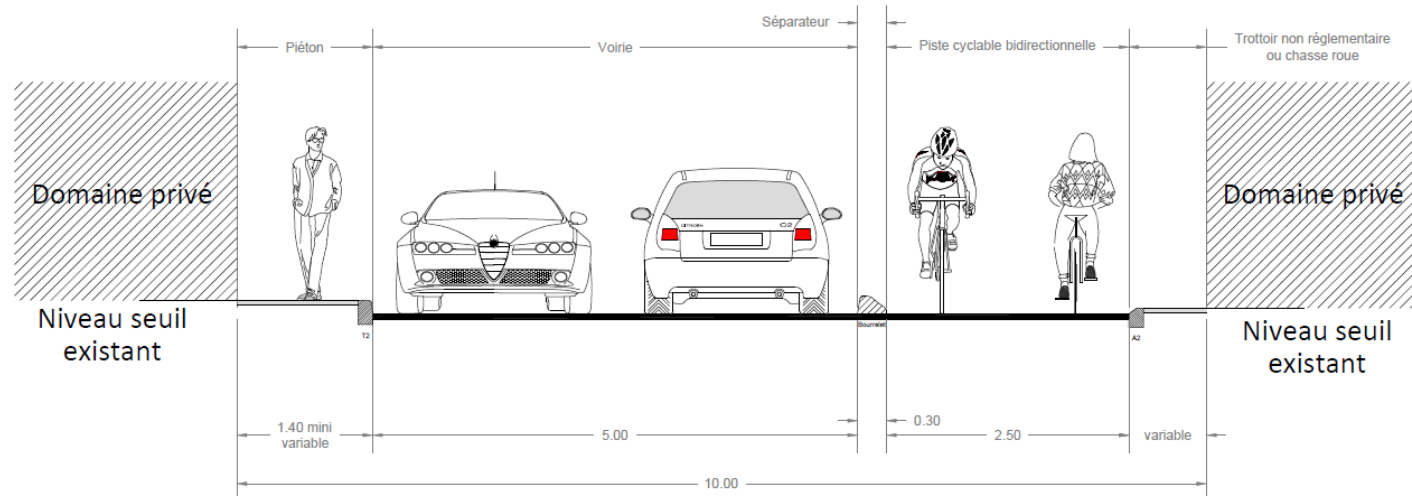 Séparateur
Piéton
Voirie
Piste cyclable bidirectionnelle
Trottoir non réglementaire
ou chasse roue
Domaine privé
Domaine privé
CITROËN
C2
Niveau seuil
existant
T2
Bourrelet
A2
Niveau seuil
existant
1.40 mini
variable
5.00
0.30
2.50
variable
10.00